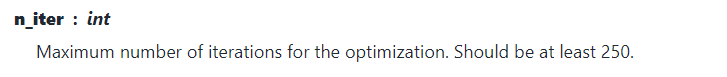 n_iter : int
Maximum number of iterations for the optimization. Should be at least 250.